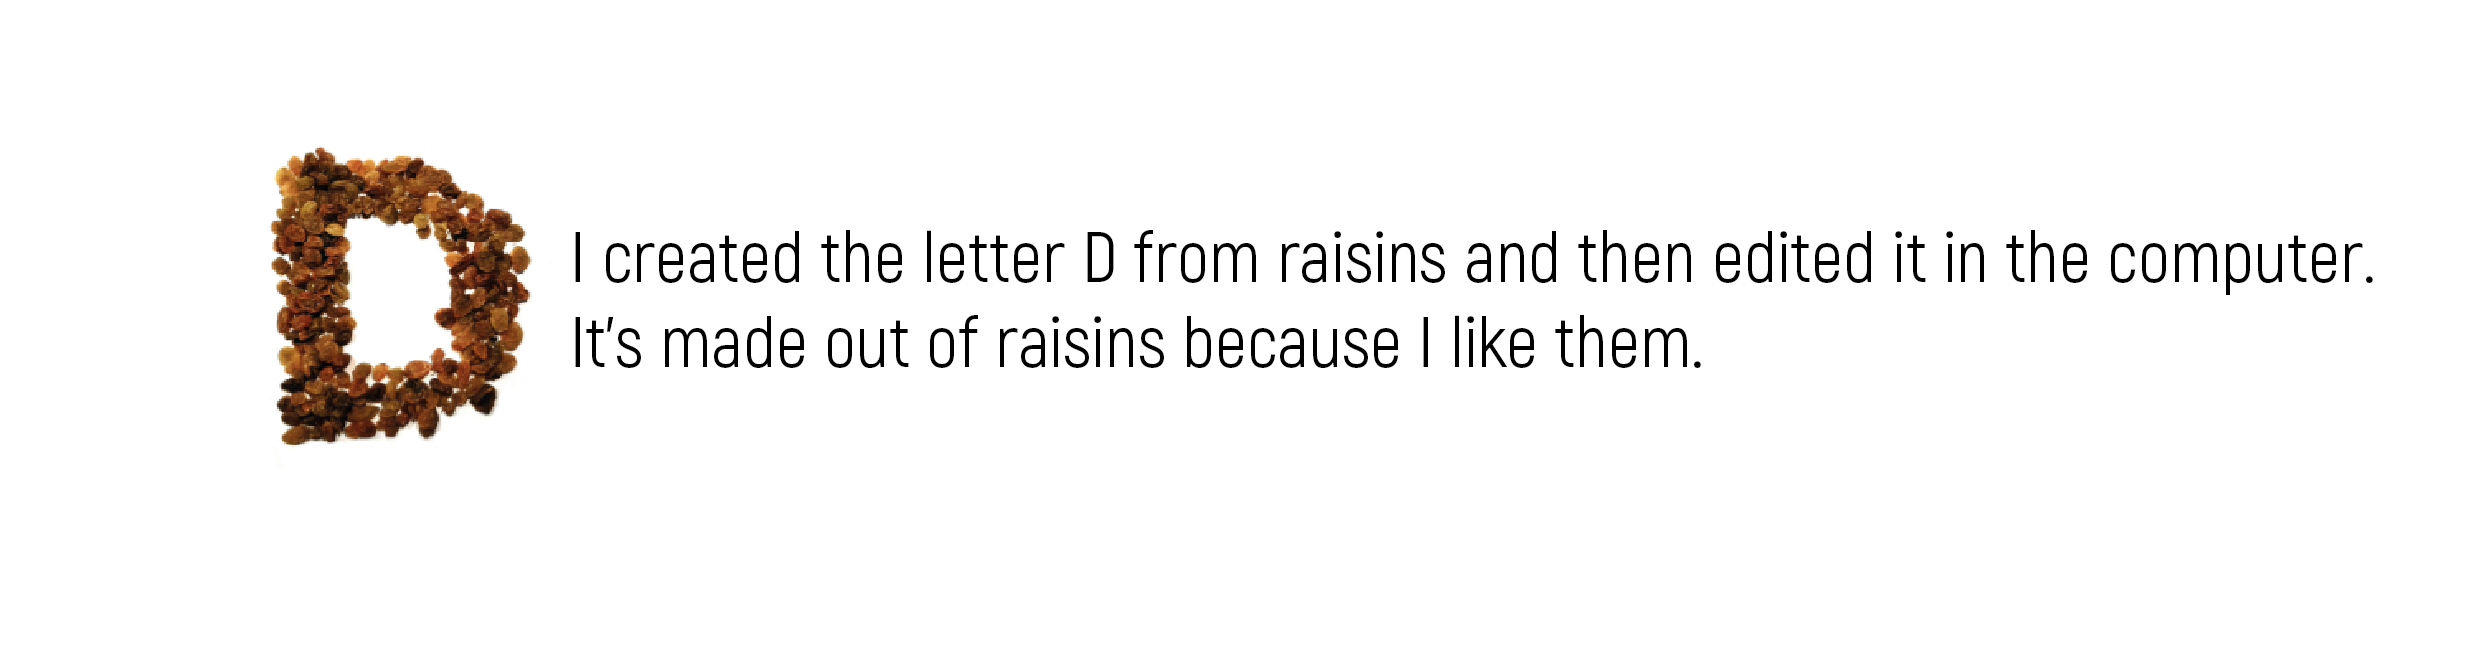 D
I created the letter D from raisins and then edited it in the computer.
It's made out of raisins because I like them.